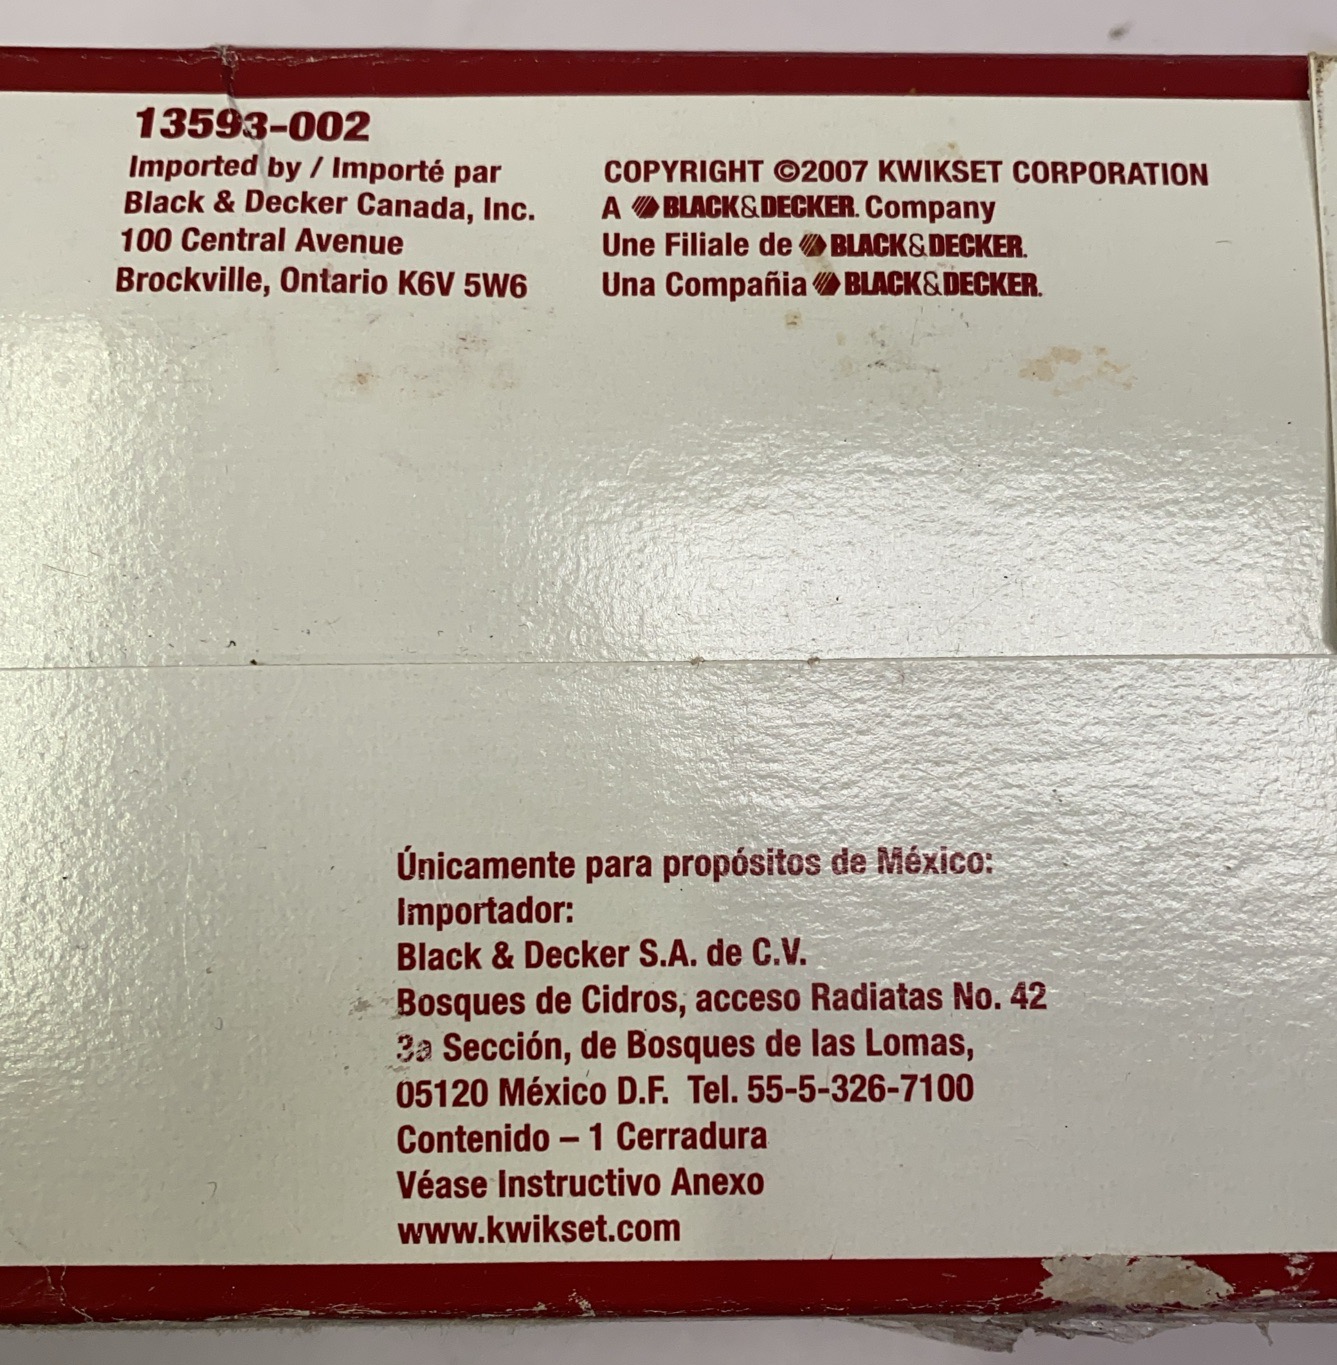 13593-002
Imported by / Importé par
Black & Decker Canada, Inc.
100 Central Avenue
Brockville, Ontario K6V 5W6
COPYRIGHT ©2007 KWIKSET CORPORATION
A BLACK&DECKER. Company
Une Filiale de BLACK&DECKER.
Una Compañia BLACK&DECKER.
Únicamente para propósitos de México:
Importador:
Black & Decker S.A. de C.V.
Bosques de Cidros, acceso Radiatas No. 42
3a Sección, de Bosques de las Lomas,
05120 México D.F. Tel. 55-5-326-7100
Contenido – 1 Cerradura
Véase Instructivo Anexo
www.kwikset.com